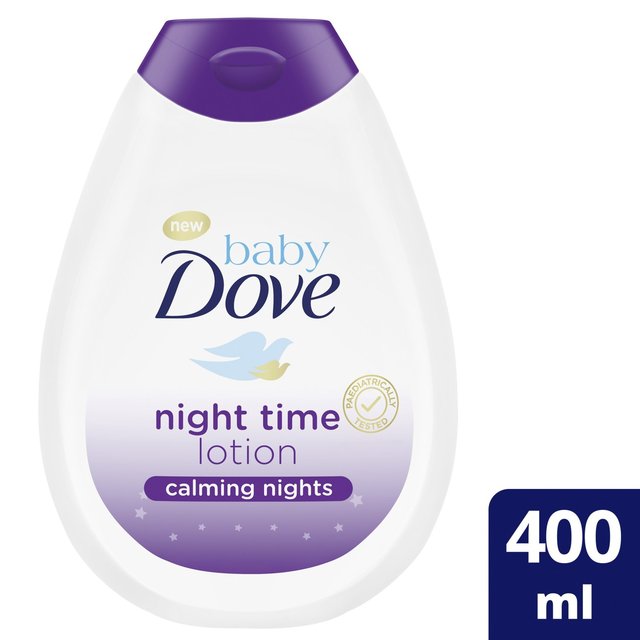 new
baby
Dove
night time
lotion
PAEDIATRICALLY
TESTED
calming nights
400
ml